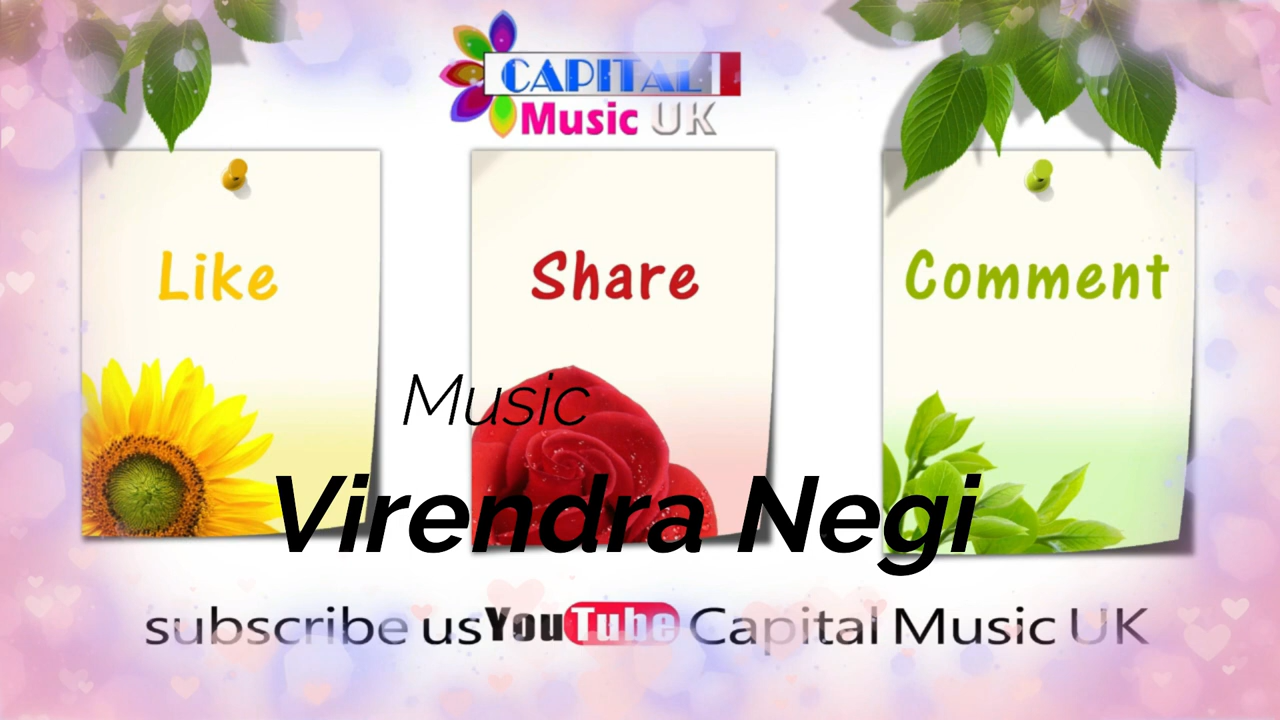 CAPITAL
Music UK
Like
Share
Comment
Music
Virendra Negi
subscribe us YouTube Capital Music UK